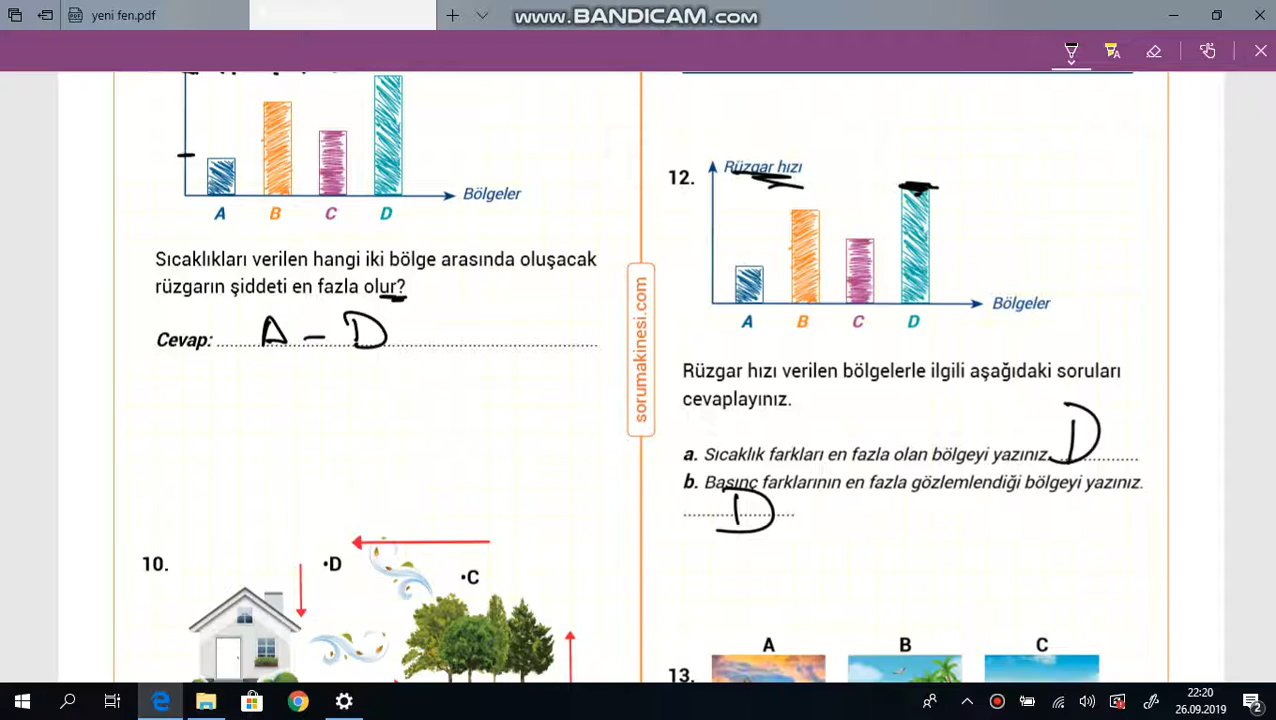 yeni fen.pdf
www.BANDICAM.com
Bölgeler
A B C D
Sıcaklıkları verilen hangi iki bölge arasında oluşacak
rüzgarın şiddeti en fazla olur?
Cevap: A - D
10.
•D
•C
sorumakinesi.com
12.
Rüzgar hızı
Bölgeler
A B C D
Rüzgar hızı verilen bölgelerle ilgili aşağıdaki soruları
cevaplayınız.
a. Sıcaklık farkları en fazla olan bölgeyi yazınız. D
b. Basınç farklarının en fazla gözlemlendiği bölgeyi yazınız.
D
A B C
13.
22:20
26.09.2019
2